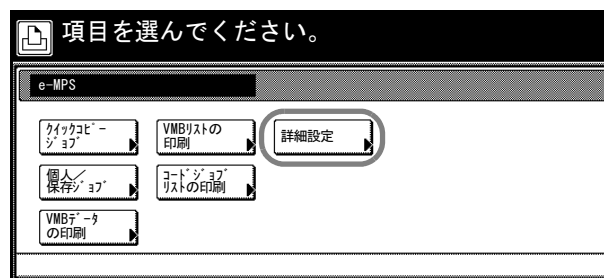 項目を選んでください。
e-MPS
ｸｲｯｸｺﾋﾟｰ
ｼﾞｮﾌﾞ
VMBﾘｽﾄの
印刷
詳細設定
個人／
保存ｼﾞｮﾌﾞ
ｺｰﾄﾞｼﾞｮﾌﾞ
ﾘｽﾄの印刷
VMBﾃﾞｰﾀ
の印刷